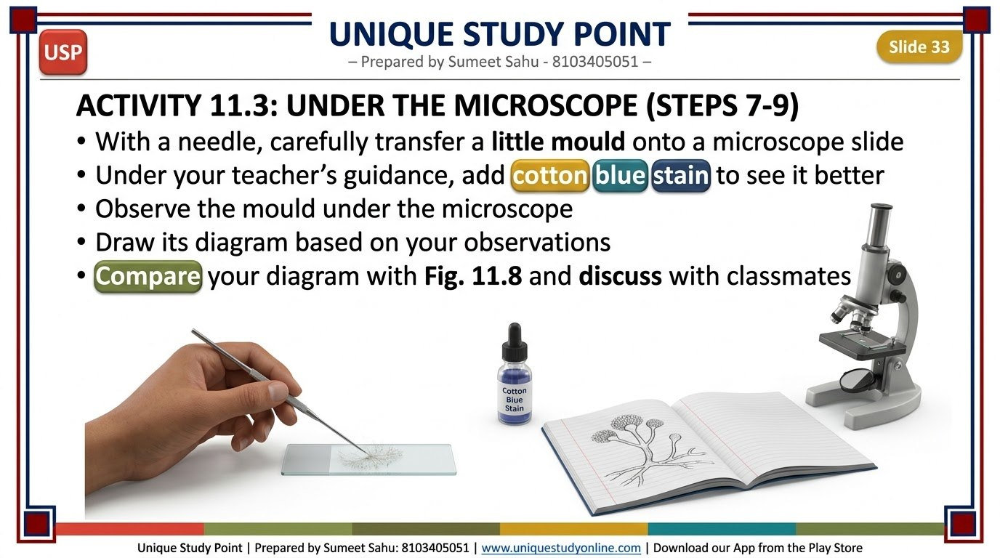 UNIQUE STUDY POINT
USP
– Prepared by Sumeet Sahu - 8103405051 –
Slide 33
ACTIVITY 11.3: UNDER THE MICROSCOPE (STEPS 7-9)
• With a needle, carefully transfer a little mould onto a microscope slide
• Under your teacher’s guidance, add cotton blue stain to see it better
• Observe the mould under the microscope
• Draw its diagram based on your observations
• Compare your diagram with Fig. 11.8 and discuss with classmates
Cotton
Blue
Stain
Unique Study Point | Prepared by Sumeet Sahu: 8103405051 | www.uniquestudyonline.com | Download our App from the Play Store